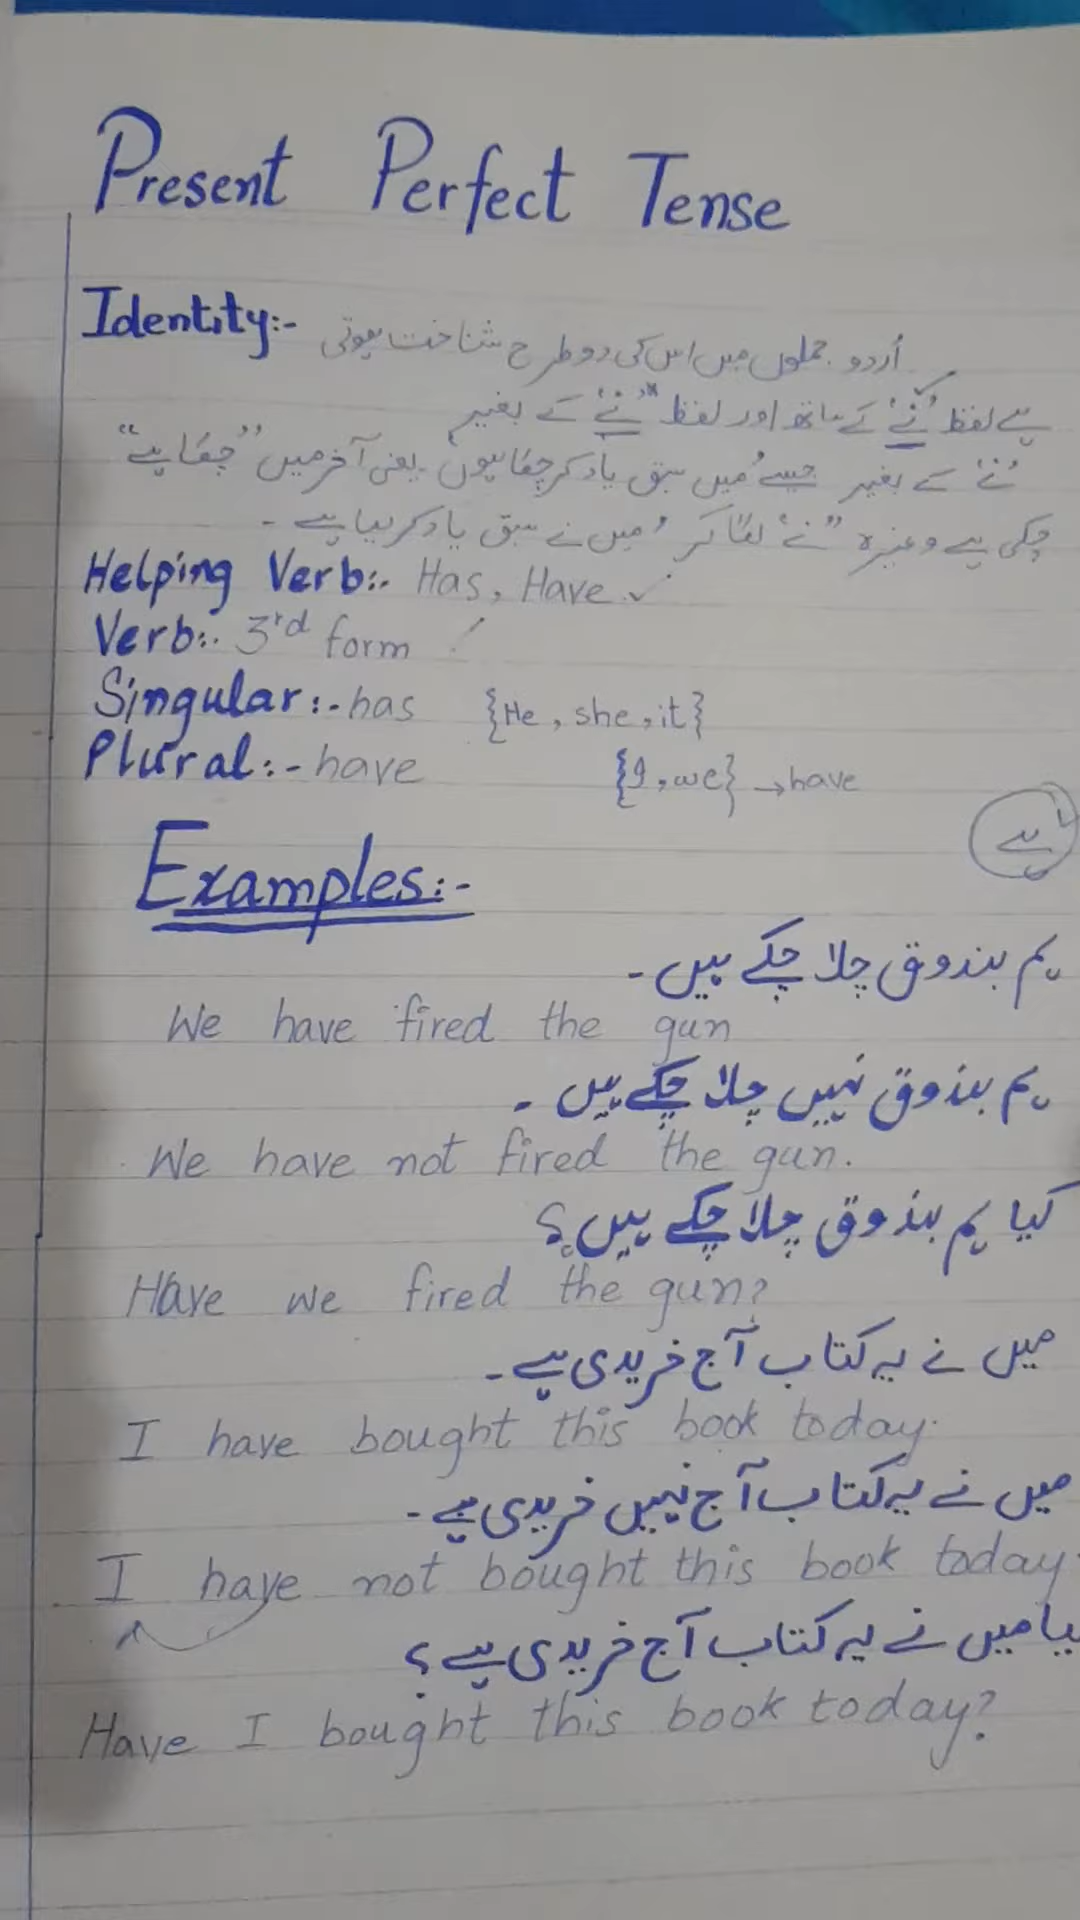 Present Perfect Tense
Identity:- اُردو جملوں میں اس کی دو طرح شناخت ہوتی
ہے لفظ ”نے“ کے ساتھ اور لفظ ”نے“ کے بغیر
”نے“ کے بغیر جیسے میں سبق یاد کر چکا ہوں یعنی آخر میں ”چکا ہے“
چکی ہے وغیرہ ”نے“ لگا کر ’میں نے سبق یاد کر لیا ہے۔
Helping Verb:- Has, Have ✓
Verb:- 3rd form
Singular:- has {He, she, it}
Plural:- have {I, we} → have
ہے
Examples:-
ہم بندوق چلا چکے ہیں۔
We have fired the gun
ہم بندوق نہیں چلا چکے ہیں۔
We have not fired the gun.
کیا ہم بندوق چلا چکے ہیں؟
Have we fired the gun?
میں نے یہ کتاب آج خریدی ہے۔
I have bought this book today.
میں نے یہ کتاب آج نہیں خریدی ہے۔
I have not bought this book today
کیا میں نے یہ کتاب آج خریدی ہے؟
Have I bought this book today?